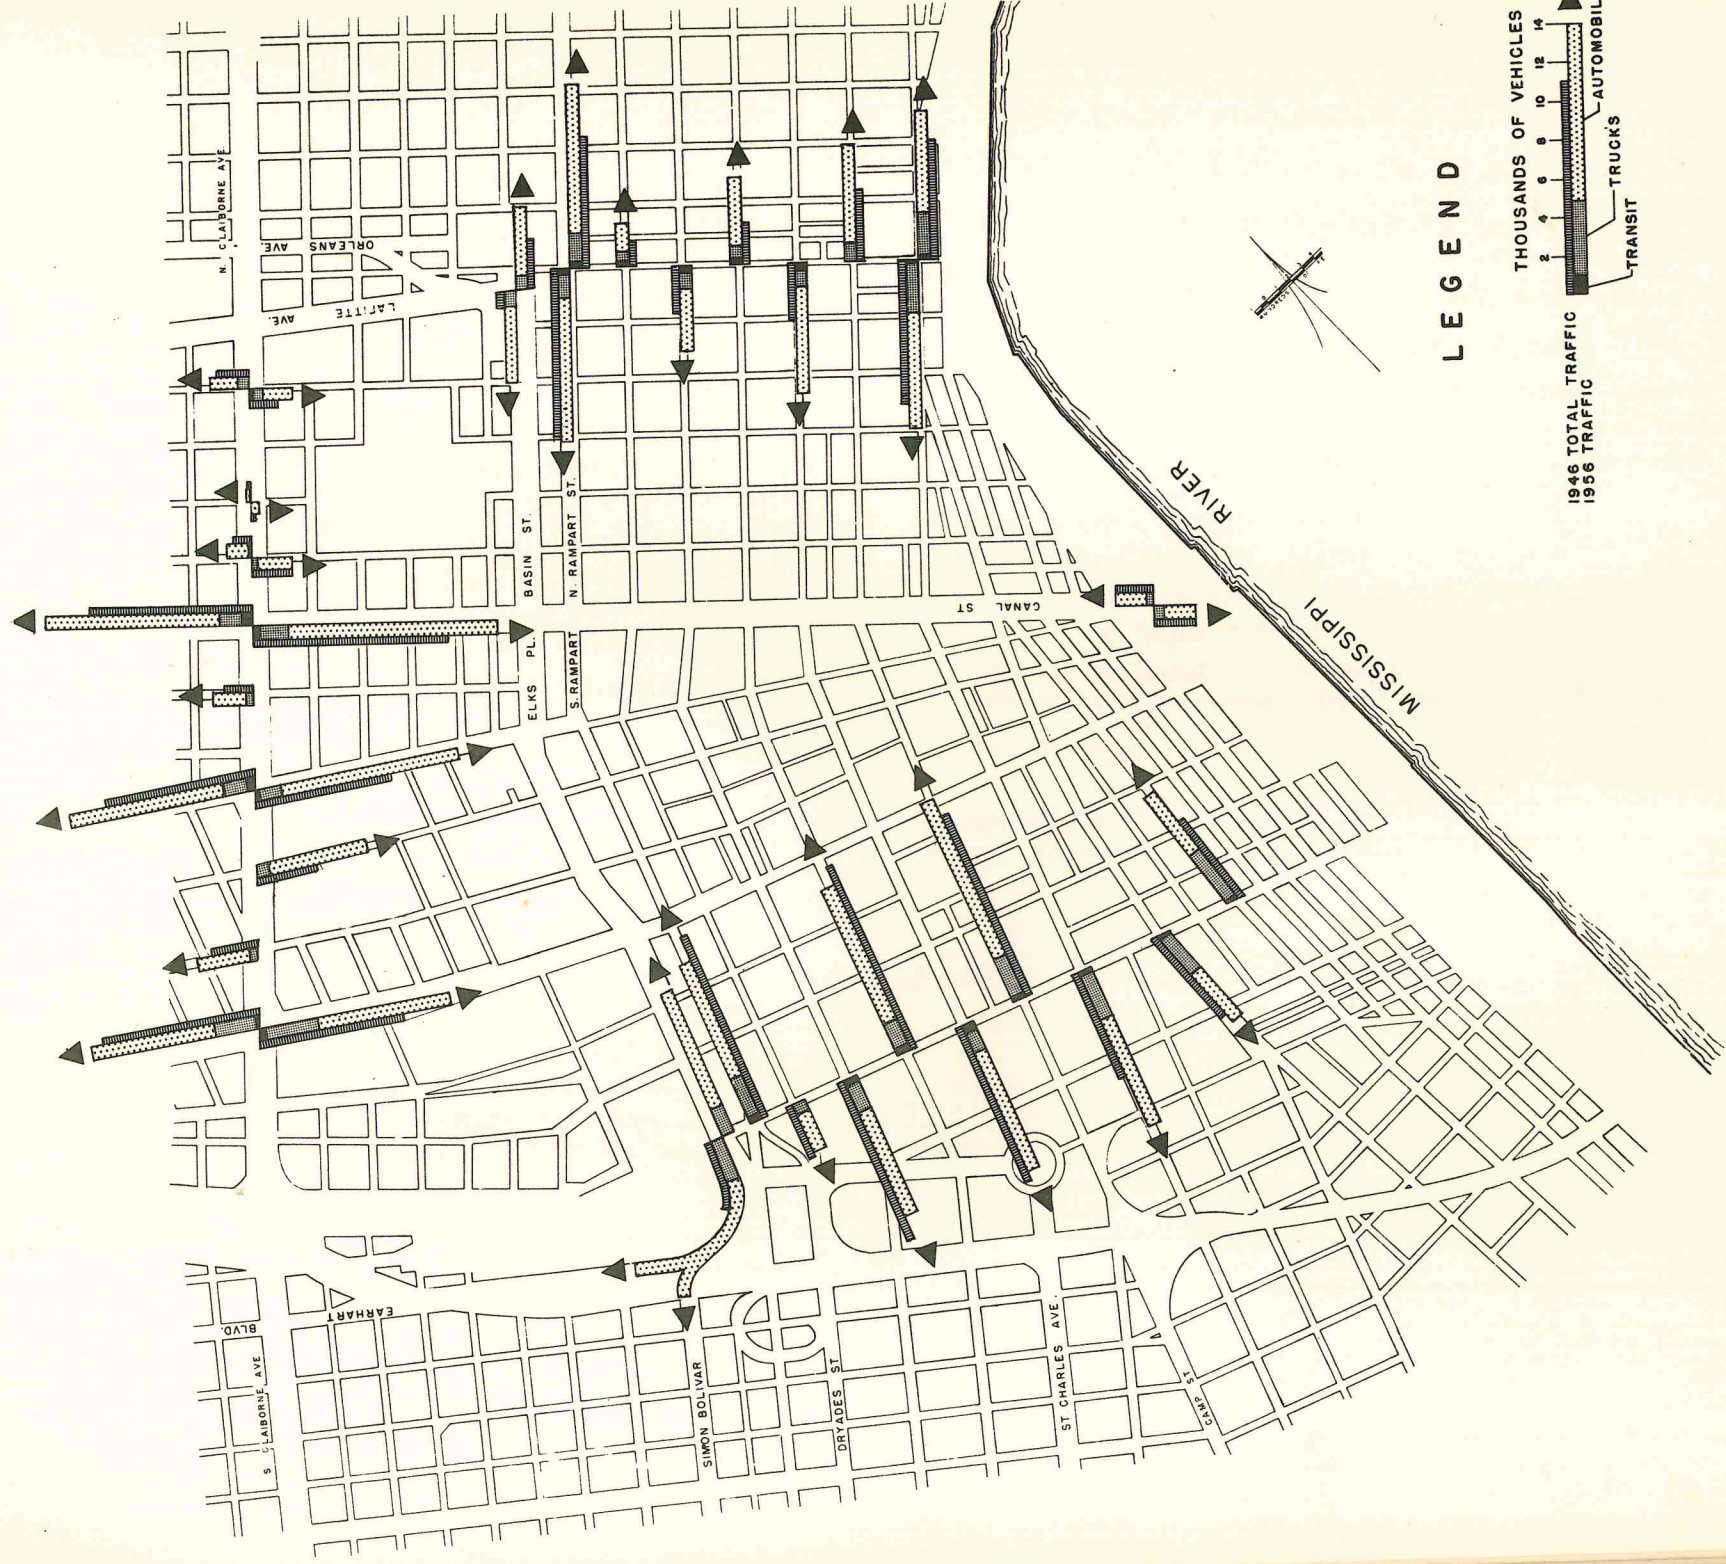 N. CLAIBORNE AVE.
ORLEANS AVE.
LAFITTE AVE.
BASIN ST.
N. RAMPART ST.
ELKS PL.
S. RAMPART
CANAL ST
MISSISSIPPI RIVER
EARHART BLVD.
S CLAIBORNE AVE
SIMON BOLIVAR
DRYADES ST
ST CHARLES AVE.
CAMP ST
LEGEND
THOUSANDS OF VEHICLES
2 4 6 8 10 12 14
1946 TOTAL TRAFFIC
1956 TRAFFIC
TRANSIT
TRUCKS
AUTOMOBIL